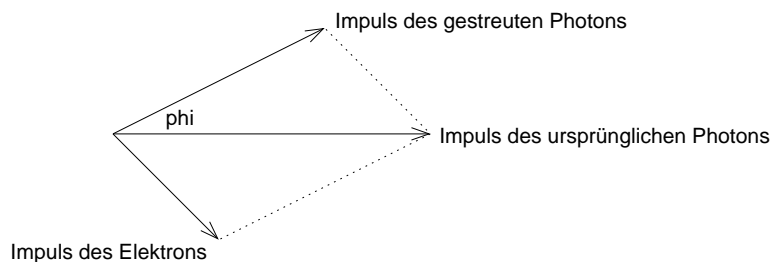 Impuls des gestreuten Photons
phi
Impuls des ursprünglichen Photons
Impuls des Elektrons